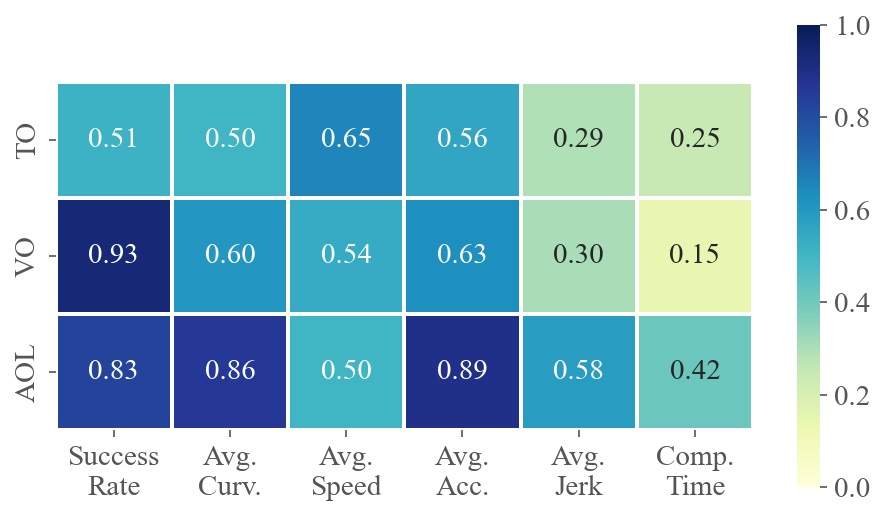 1.0
TO 0.51 0.50 0.65 0.56 0.29 0.25
0.8
VO 0.93 0.60 0.54 0.63 0.30 0.15
0.6
0.4
AOL 0.83 0.86 0.50 0.89 0.58 0.42
0.2
0.0
Success Avg. Avg. Avg. Avg. Comp.
Rate Curv. Speed Acc. Jerk Time